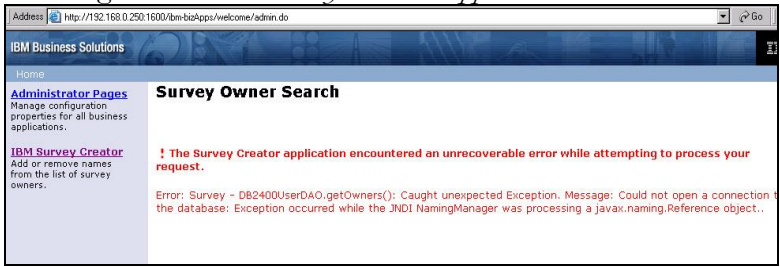 Address http://192.168.0.250:1600/ibm-bizApps/welcome/admin.do Go
IBM Business Solutions
Home
Administrator Pages
Manage configuration
properties for all business
applications.
IBM Survey Creator
Add or remove names
from the list of survey
owners.
Survey Owner Search
! The Survey Creator application encountered an unrecoverable error while attempting to process your
request.
Error: Survey - DB2400UserDAO.getOwners(): Caught unexpected Exception. Message: Could not open a connection t
the database: Exception occurred while the JNDI NamingManager was processing a javax.naming.Reference object..